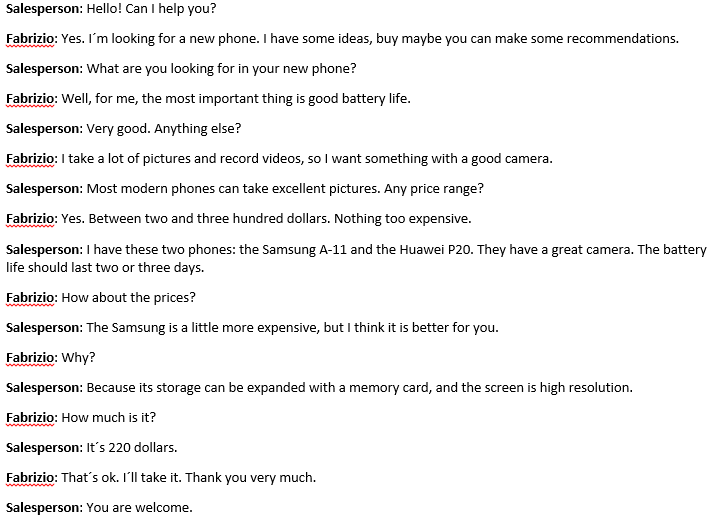 Salesperson: Hello! Can I help you?
Fabrizio: Yes. I´m looking for a new phone. I have some ideas, buy maybe you can make some recommendations.
Salesperson: What are you looking for in your new phone?
Fabrizio: Well, for me, the most important thing is good battery life.
Salesperson: Very good. Anything else?
Fabrizio: I take a lot of pictures and record videos, so I want something with a good camera.
Salesperson: Most modern phones can take excellent pictures. Any price range?
Fabrizio: Yes. Between two and three hundred dollars. Nothing too expensive.
Salesperson: I have these two phones: the Samsung A-11 and the Huawei P20. They have a great camera. The battery
life should last two or three days.
Fabrizio: How about the prices?
Salesperson: The Samsung is a little more expensive, but I think it is better for you.
Fabrizio: Why?
Salesperson: Because its storage can be expanded with a memory card, and the screen is high resolution.
Fabrizio: How much is it?
Salesperson: It´s 220 dollars.
Fabrizio: That´s ok. I´ll take it. Thank you very much.
Salesperson: You are welcome.